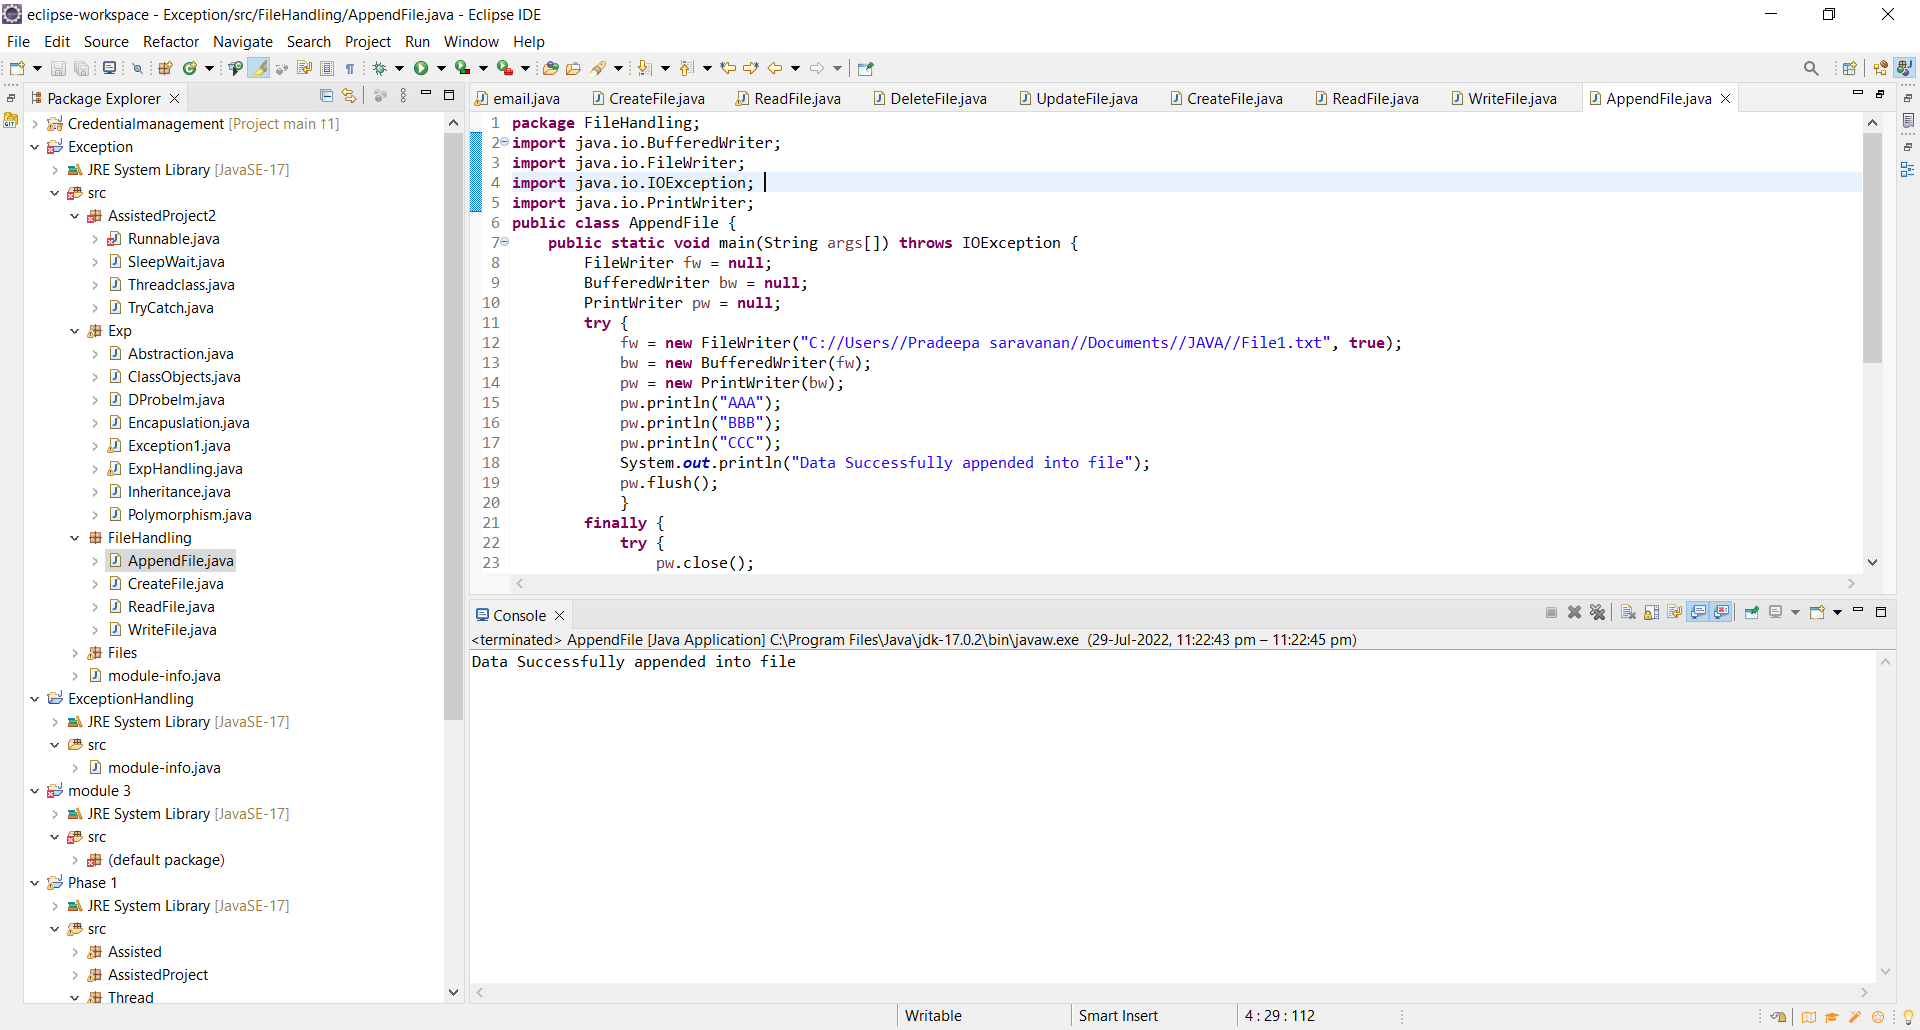 eclipse-workspace - Exception/src/FileHandling/AppendFile.java - Eclipse IDE
File Edit Source Refactor Navigate Search Project Run Window Help
Package Explorer
Credentialmanagement [Project main ↑1]
Exception
JRE System Library [JavaSE-17]
src
AssistedProject2
Runnable.java
SleepWait.java
Threadclass.java
TryCatch.java
Exp
Abstraction.java
ClassObjects.java
DProbelm.java
Encapuslation.java
Exception1.java
ExpHandling.java
Inheritance.java
Polymorphism.java
FileHandling
AppendFile.java
CreateFile.java
ReadFile.java
WriteFile.java
Files
module-info.java
ExceptionHandling
JRE System Library [JavaSE-17]
src
module-info.java
module 3
JRE System Library [JavaSE-17]
src
(default package)
Phase 1
JRE System Library [JavaSE-17]
src
Assisted
AssistedProject
Thread
email.java CreateFile.java ReadFile.java DeleteFile.java UpdateFile.java CreateFile.java ReadFile.java WriteFile.java AppendFile.java
1 package FileHandling;
2 import java.io.BufferedWriter;
3 import java.io.FileWriter;
4 import java.io.IOException;
5 import java.io.PrintWriter;
6 public class AppendFile {
7 public static void main(String args[]) throws IOException {
8 FileWriter fw = null;
9 BufferedWriter bw = null;
10 PrintWriter pw = null;
11 try {
12 fw = new FileWriter("C://Users//Pradeepa saravanan//Documents//JAVA//File1.txt", true);
13 bw = new BufferedWriter(fw);
14 pw = new PrintWriter(bw);
15 pw.println("AAA");
16 pw.println("BBB");
17 pw.println("CCC");
18 System.out.println("Data Successfully appended into file");
19 pw.flush();
20 }
21 finally {
22 try {
23 pw.close();
Console
<terminated> AppendFile [Java Application] C:\Program Files\Java\jdk-17.0.2\bin\javaw.exe (29-Jul-2022, 11:22:43 pm – 11:22:45 pm)
Data Successfully appended into file
Writable Smart Insert 4 : 29 : 112